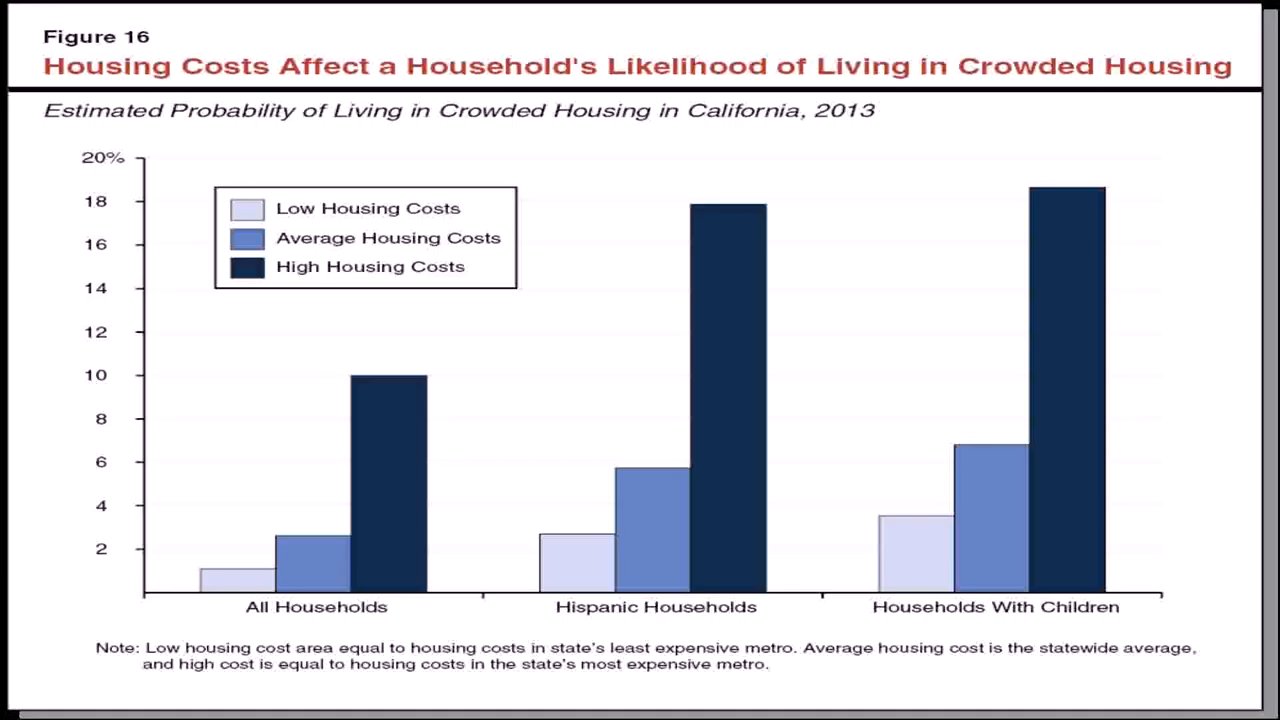 Figure 16
Housing Costs Affect a Household's Likelihood of Living in Crowded Housing
Estimated Probability of Living in Crowded Housing in California, 2013
20%
18
16
14
12
10
8
6
4
2
Low Housing Costs
Average Housing Costs
High Housing Costs
All Households
Hispanic Households
Households With Children
Note: Low housing cost area equal to housing costs in state's least expensive metro. Average housing cost is the statewide average,
and high cost is equal to housing costs in the state's most expensive metro.